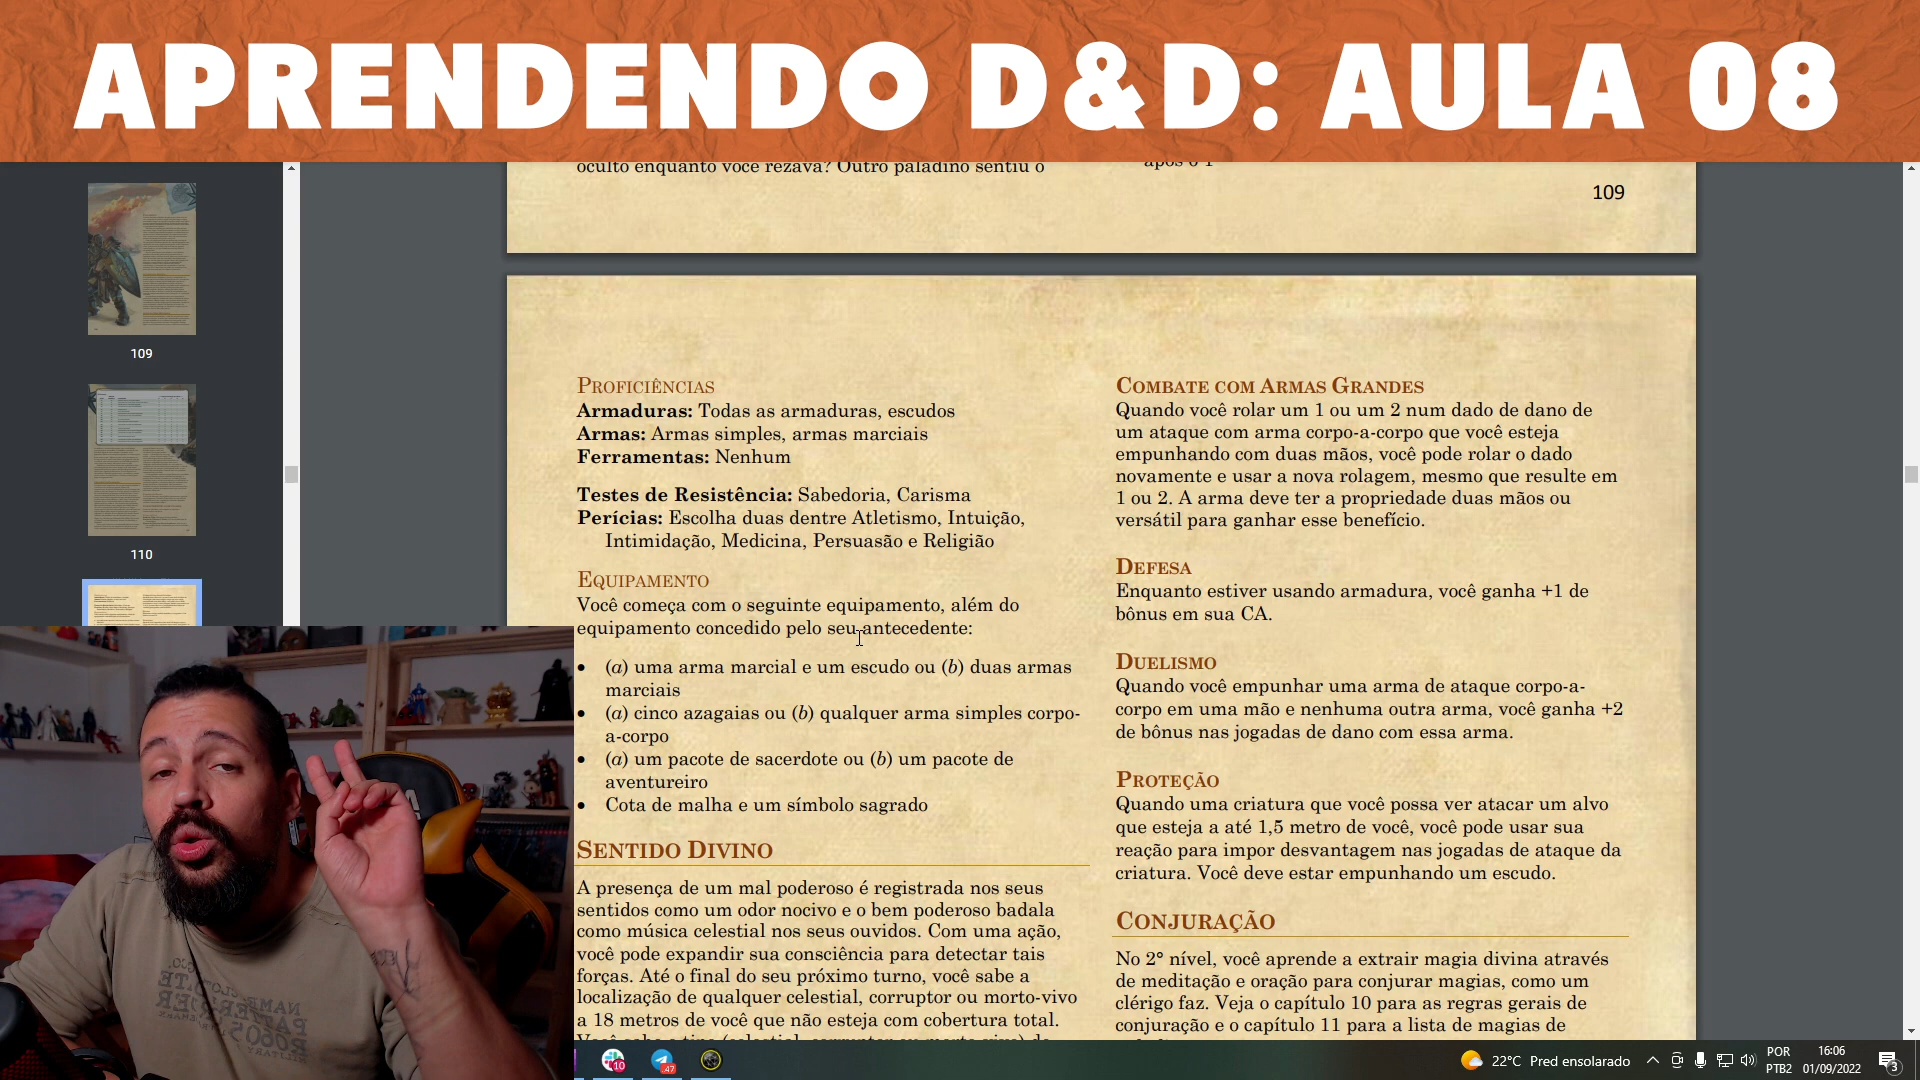 APRENDENDO D&D: AULA 08
oculto enquanto você rezava? Outro paladino sentiu o
após o 1
109
109
110
PROFICIÊNCIAS
Armaduras: Todas as armaduras, escudos
Armas: Armas simples, armas marciais
Ferramentas: Nenhum
Testes de Resistência: Sabedoria, Carisma
Perícias: Escolha duas dentre Atletismo, Intuição,
Intimidação, Medicina, Persuasão e Religião
EQUIPAMENTO
Você começa com o seguinte equipamento, além do
equipamento concedido pelo seu antecedente:
• (a) uma arma marcial e um escudo ou (b) duas armas
marciais
• (a) cinco azagaias ou (b) qualquer arma simples corpo-
a-corpo
• (a) um pacote de sacerdote ou (b) um pacote de
aventureiro
• Cota de malha e um símbolo sagrado
SENTIDO DIVINO
A presença de um mal poderoso é registrada nos seus
sentidos como um odor nocivo e o bem poderoso badala
como música celestial nos seus ouvidos. Com uma ação,
você pode expandir sua consciência para detectar tais
forças. Até o final do seu próximo turno, você sabe a
localização de qualquer celestial, corruptor ou morto-vivo
a 18 metros de você que não esteja com cobertura total.
COMBATE COM ARMAS GRANDES
Quando você rolar um 1 ou um 2 num dado de dano de
um ataque com arma corpo-a-corpo que você esteja
empunhando com duas mãos, você pode rolar o dado
novamente e usar a nova rolagem, mesmo que resulte em
1 ou 2. A arma deve ter a propriedade duas mãos ou
versátil para ganhar esse benefício.
DEFESA
Enquanto estiver usando armadura, você ganha +1 de
bônus em sua CA.
DUELISMO
Quando você empunhar uma arma de ataque corpo-a-
corpo em uma mão e nenhuma outra arma, você ganha +2
de bônus nas jogadas de dano com essa arma.
PROTEÇÃO
Quando uma criatura que você possa ver atacar um alvo
que esteja a até 1,5 metro de você, você pode usar sua
reação para impor desvantagem nas jogadas de ataque da
criatura. Você deve estar empunhando um escudo.
CONJURAÇÃO
No 2° nível, você aprende a extrair magia divina através
de meditação e oração para conjurar magias, como um
clérigo faz. Veja o capítulo 10 para as regras gerais de
conjuração e o capítulo 11 para a lista de magias de
10
47
22°C Pred ensolarado
POR
PTB2
16:06
01/09/2022
3